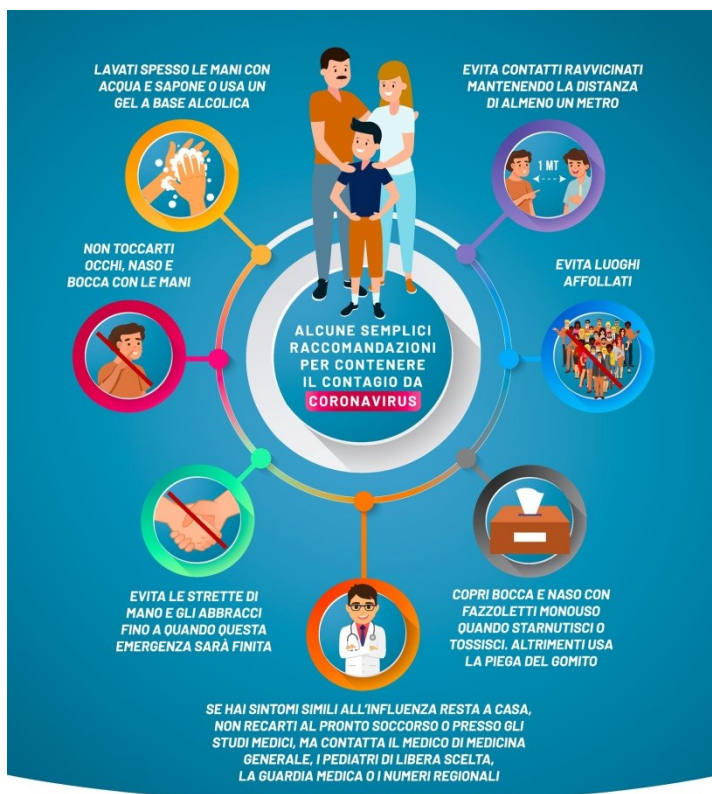 LAVATI SPESSO LE MANI CON
ACQUA E SAPONE O USA UN
GEL A BASE ALCOLICA
EVITA CONTATTI RAVVICINATI
MANTENENDO LA DISTANZA
DI ALMENO UN METRO
1 MT
NON TOCCARTI
OCCHI, NASO E
BOCCA CON LE MANI
EVITA LUOGHI
AFFOLLATI
ALCUNE SEMPLICI
RACCOMANDAZIONI
PER CONTENERE
IL CONTAGIO DA
CORONAVIRUS
EVITA LE STRETTE DI
MANO E GLI ABBRACCI
FINO A QUANDO QUESTA
EMERGENZA SARÀ FINITA
COPRI BOCCA E NASO CON
FAZZOLETTI MONOUSO
QUANDO STARNUTISCI O
TOSSISCI. ALTRIMENTI USA
LA PIEGA DEL GOMITO
SE HAI SINTOMI SIMILI ALL'INFLUENZA RESTA A CASA,
NON RECARTI AL PRONTO SOCCORSO O PRESSO GLI
STUDI MEDICI, MA CONTATTA IL MEDICO DI MEDICINA
GENERALE, I PEDIATRI DI LIBERA SCELTA,
LA GUARDIA MEDICA O I NUMERI REGIONALI